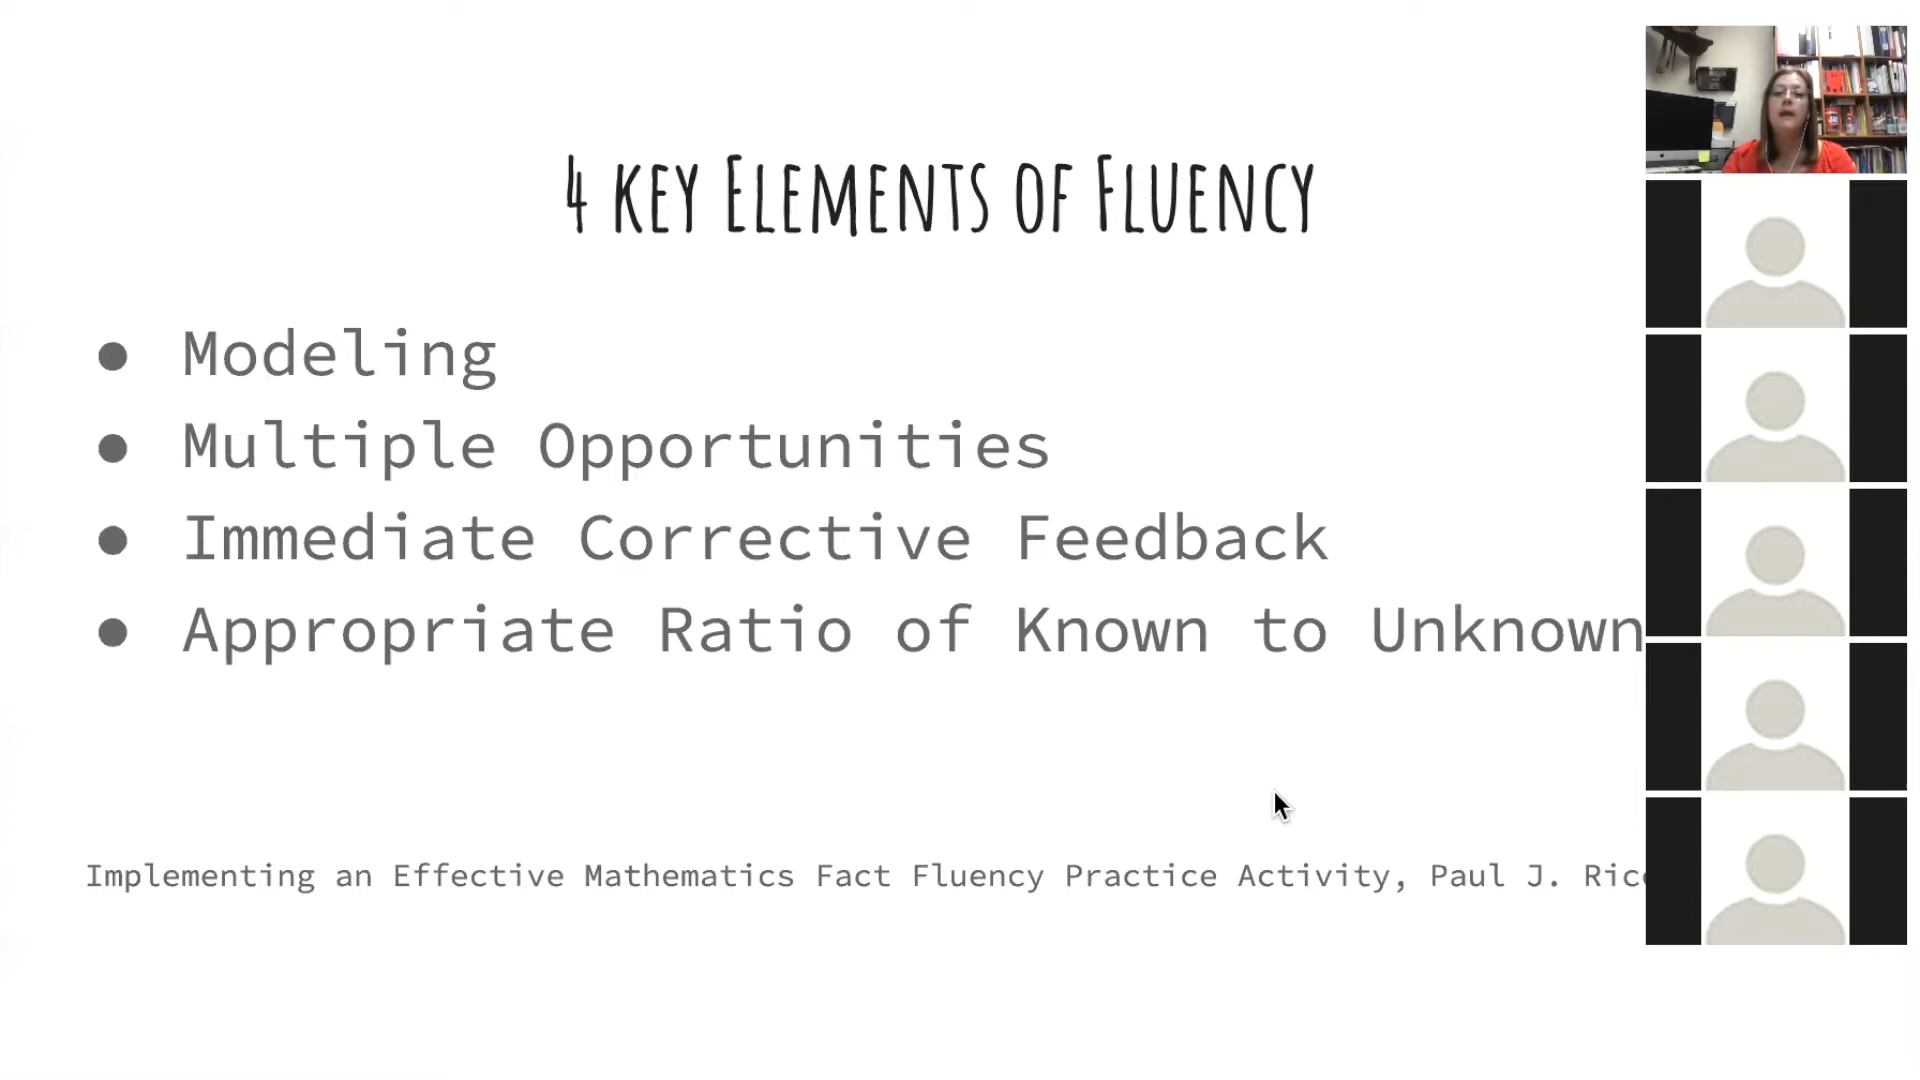 4 key Elements of Fluency
● Modeling
● Multiple Opportunities
● Immediate Corrective Feedback
● Appropriate Ratio of Known to Unknown
Implementing an Effective Mathematics Fact Fluency Practice Activity, Paul J.